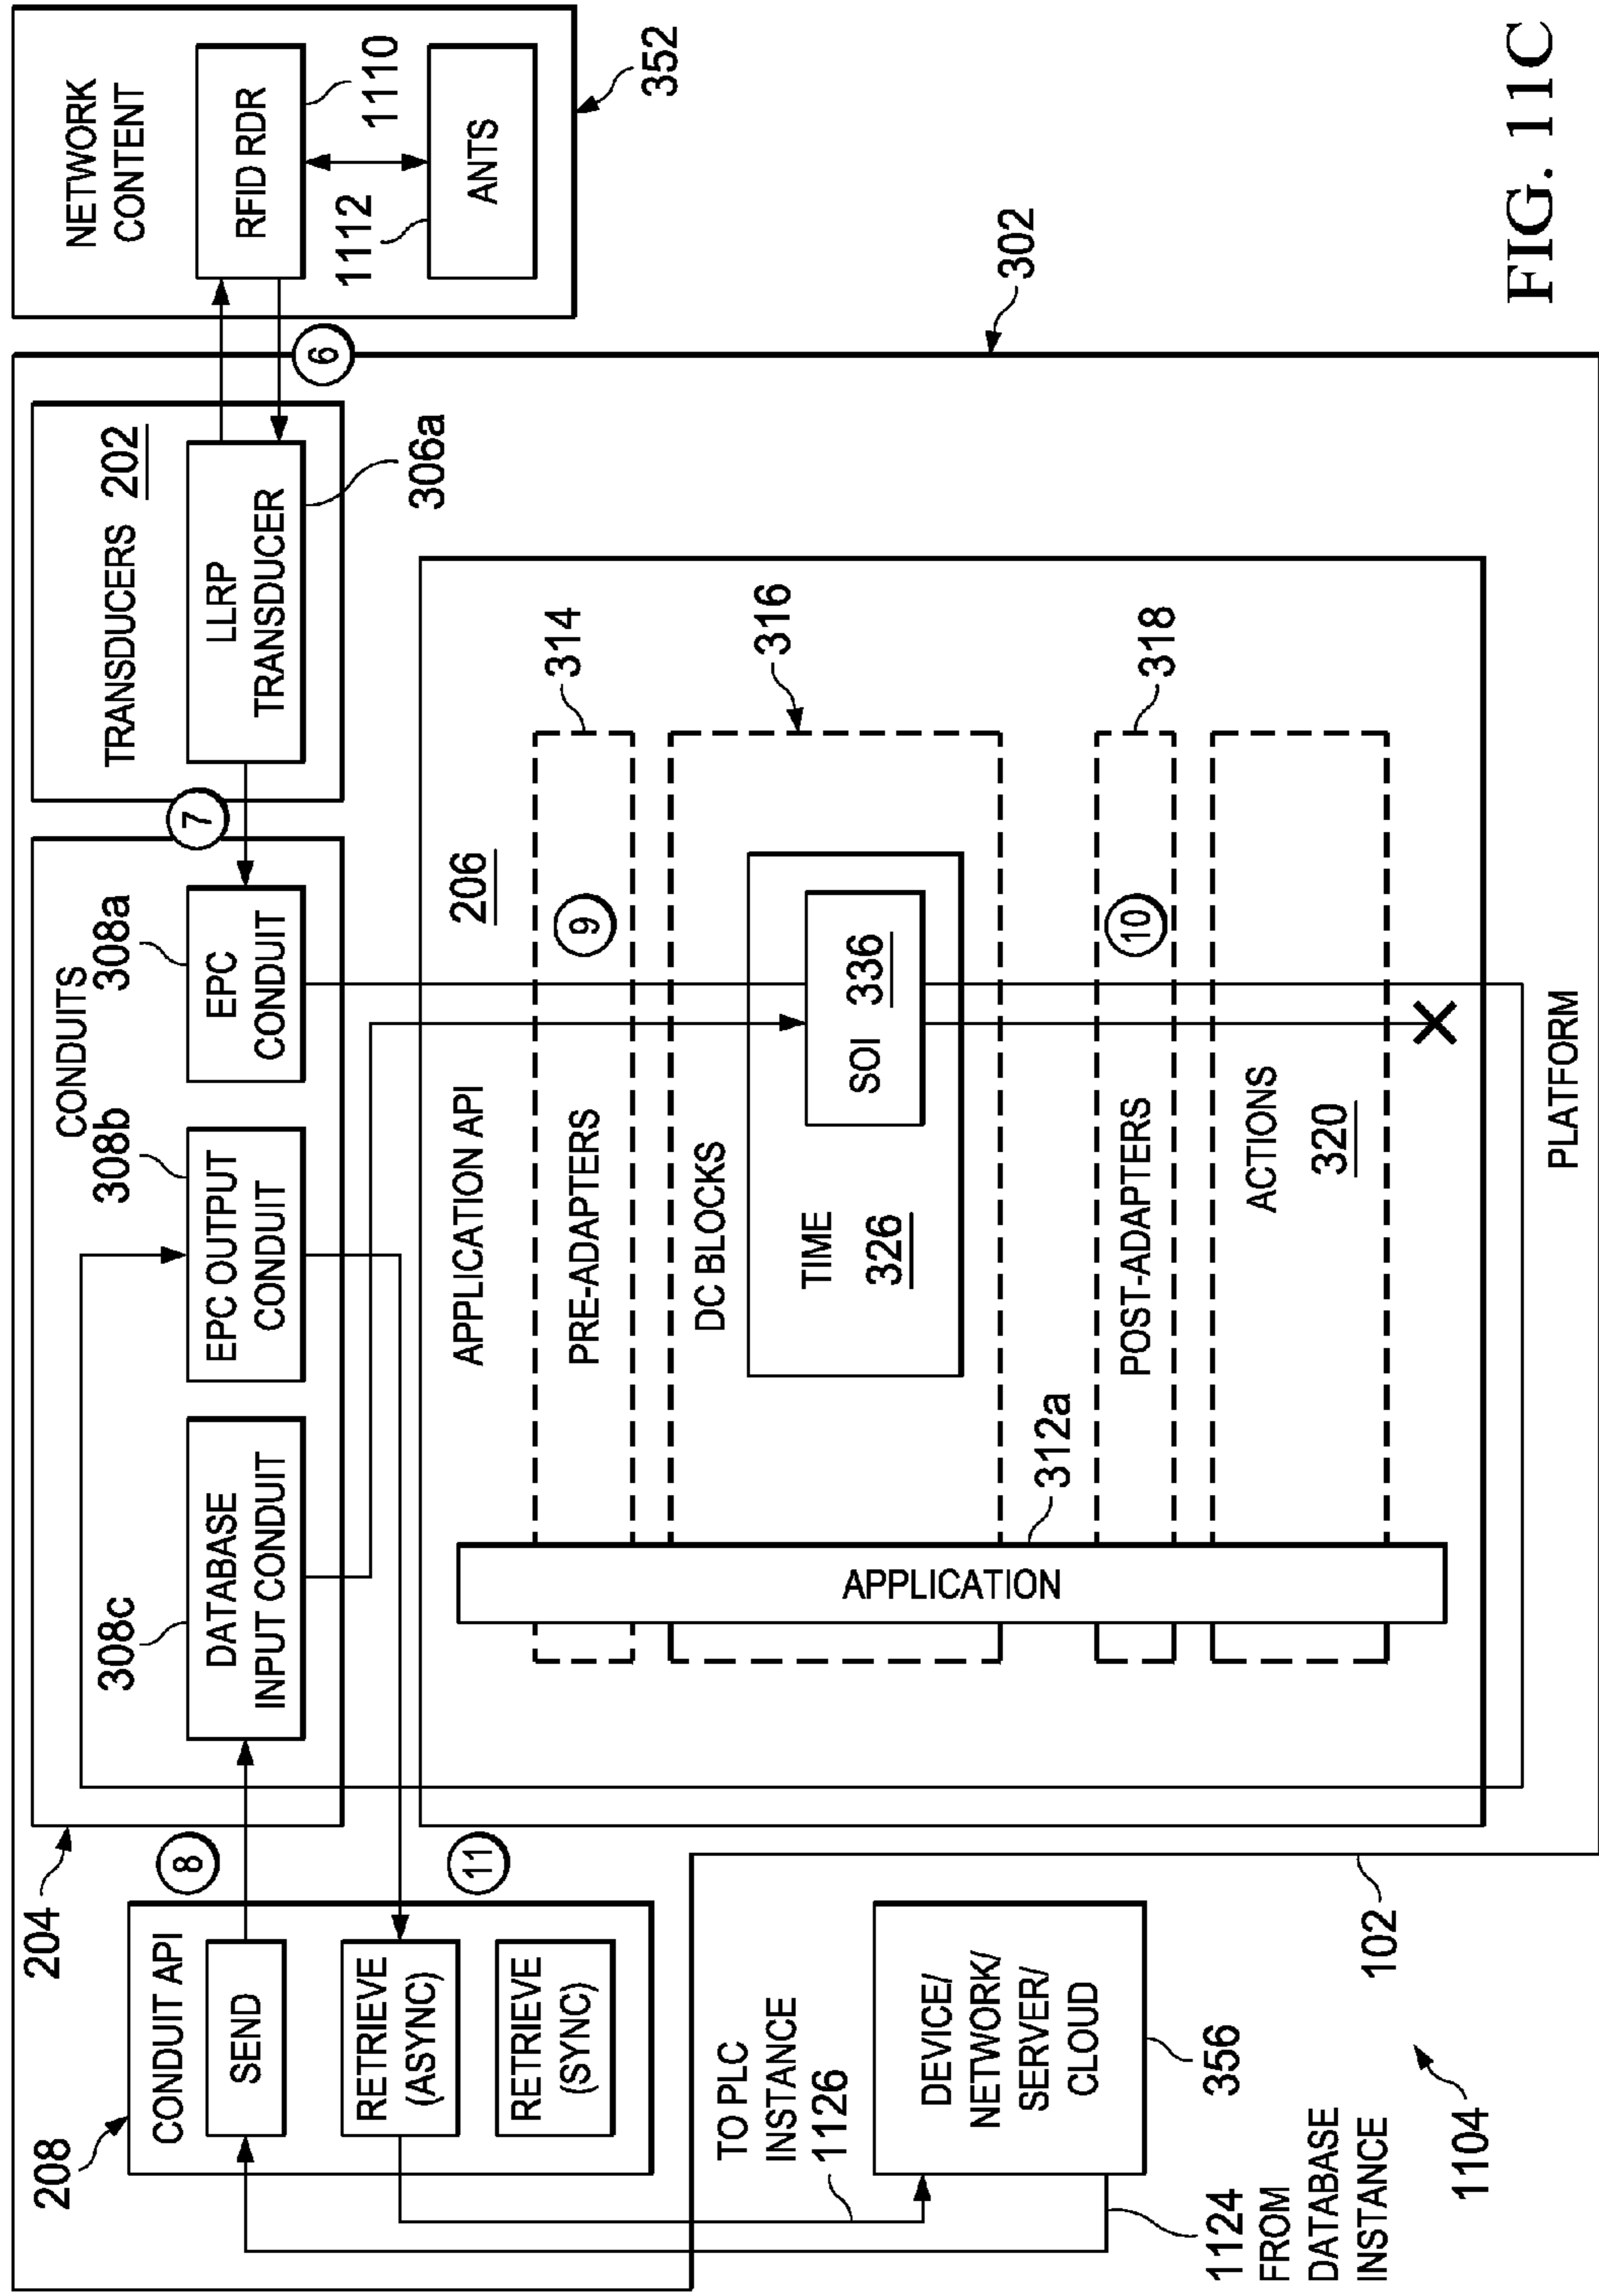 NETWORK
CONTENT
RFID RDR
1110
1112
ANTS
352
6
TRANSDUCERS 202
LLRP
TRANSDUCER
306a
7
302
204
CONDUITS
308c
DATABASE
INPUT CONDUIT
308b
EPC OUTPUT
CONDUIT
308a
EPC
CONDUIT
8
11
208
CONDUIT API
SEND
RETRIEVE
(ASYNC)
RETRIEVE
(SYNC)
APPLICATION API
206
PRE-ADAPTERS
9
314
DC BLOCKS
316
TIME
326
SOI 336
312a
APPLICATION
POST-ADAPTERS
10
318
ACTIONS
320
PLATFORM
TO PLC
INSTANCE
1126
DEVICE/
NETWORK/
SERVER/
CLOUD
356
102
1124
FROM
DATABASE
INSTANCE
1104
FIG. 11C